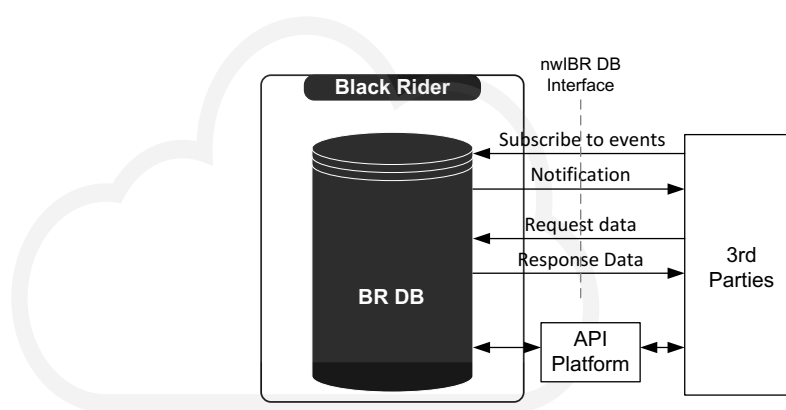 nwlBR DB
Interface
Black Rider
Subscribe to events
Notification
Request data
Response Data
3rd
Parties
BR DB
API
Platform